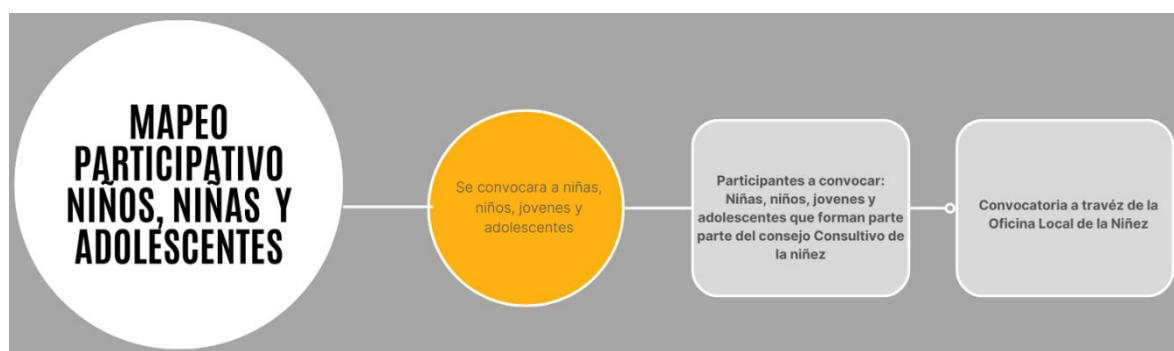 MAPEO
PARTICIPATIVO
NIÑOS, NIÑAS Y
ADOLESCENTES
Se convocara a niñas,
niños, jovenes y
adolescentes
Participantes a convocar:
Niñas, niños, jovenes y
adolescentes que forman parte
parte del consejo Consultivo de
la niñez
Convocatoria a travéz de la
Oficina Local de la Niñez